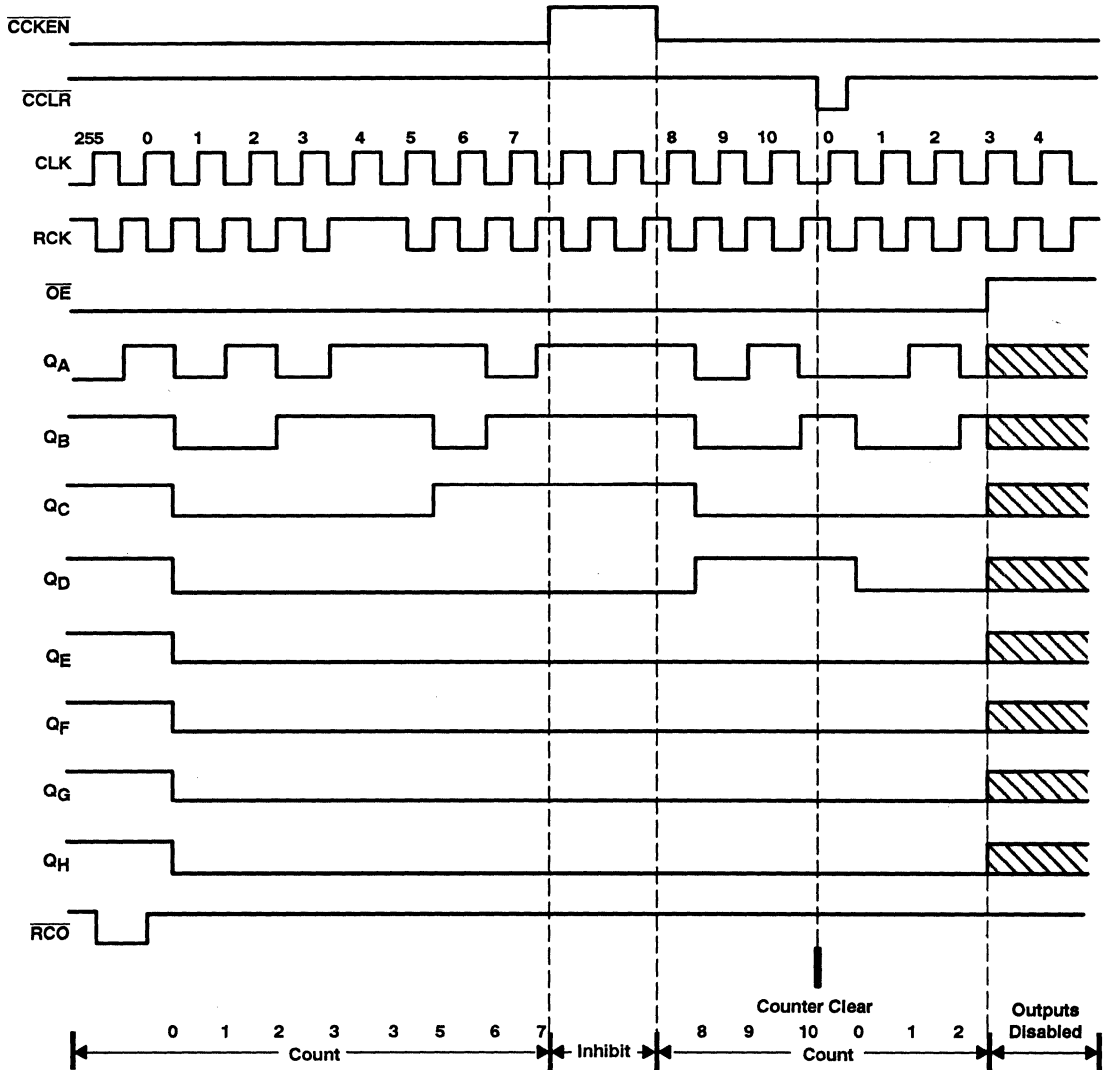 CCKEN
CCLR
255 0 1 2 3 4 5 6 7 8 9 10 0 1 2 3 4
CLK
RCK
OE
QA
QB
QC
QD
QE
QF
QG
QH
RCO
Counter Clear
Outputs
Disabled
0 1 2 3 3 5 6 7 8 9 10 0 1 2
Count Inhibit Count